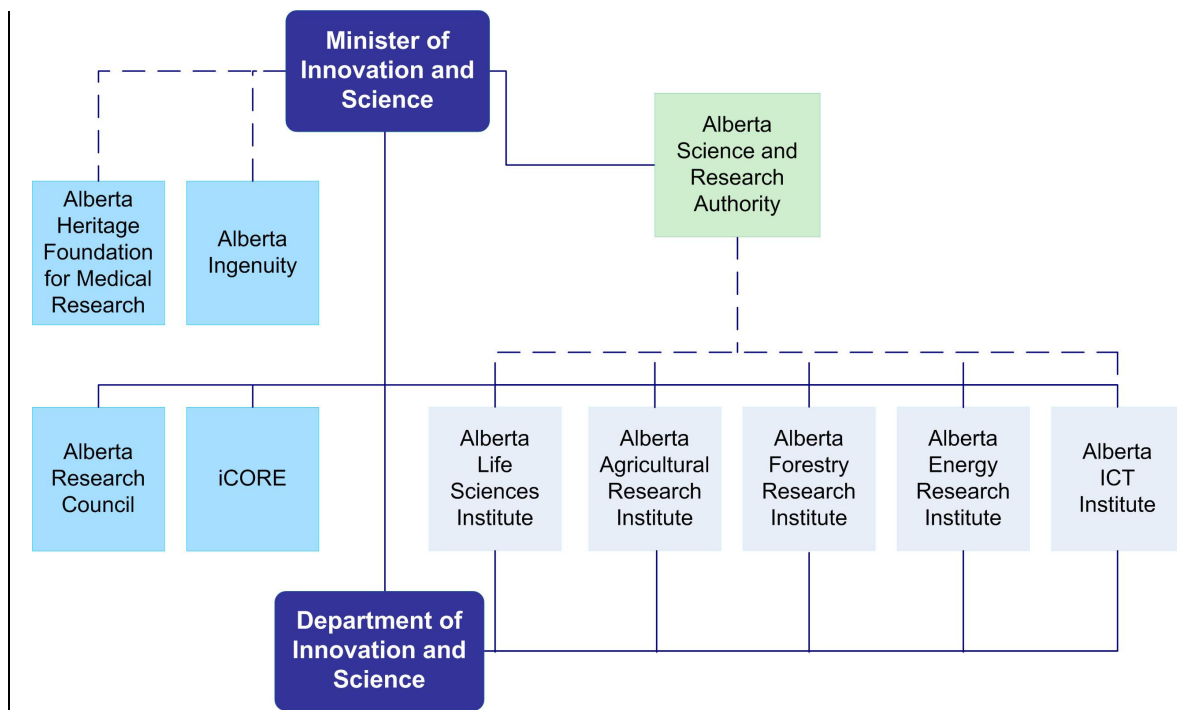 Minister of
Innovation and
Science
Alberta
Science and
Research
Authority
Alberta
Heritage
Foundation
for Medical
Research
Alberta
Ingenuity
Alberta
Research
Council
iCORE
Alberta
Life
Sciences
Institute
Alberta
Agricultural
Research
Institute
Alberta
Forestry
Research
Institute
Alberta
Energy
Research
Institute
Alberta
ICT
Institute
Department of
Innovation and
Science